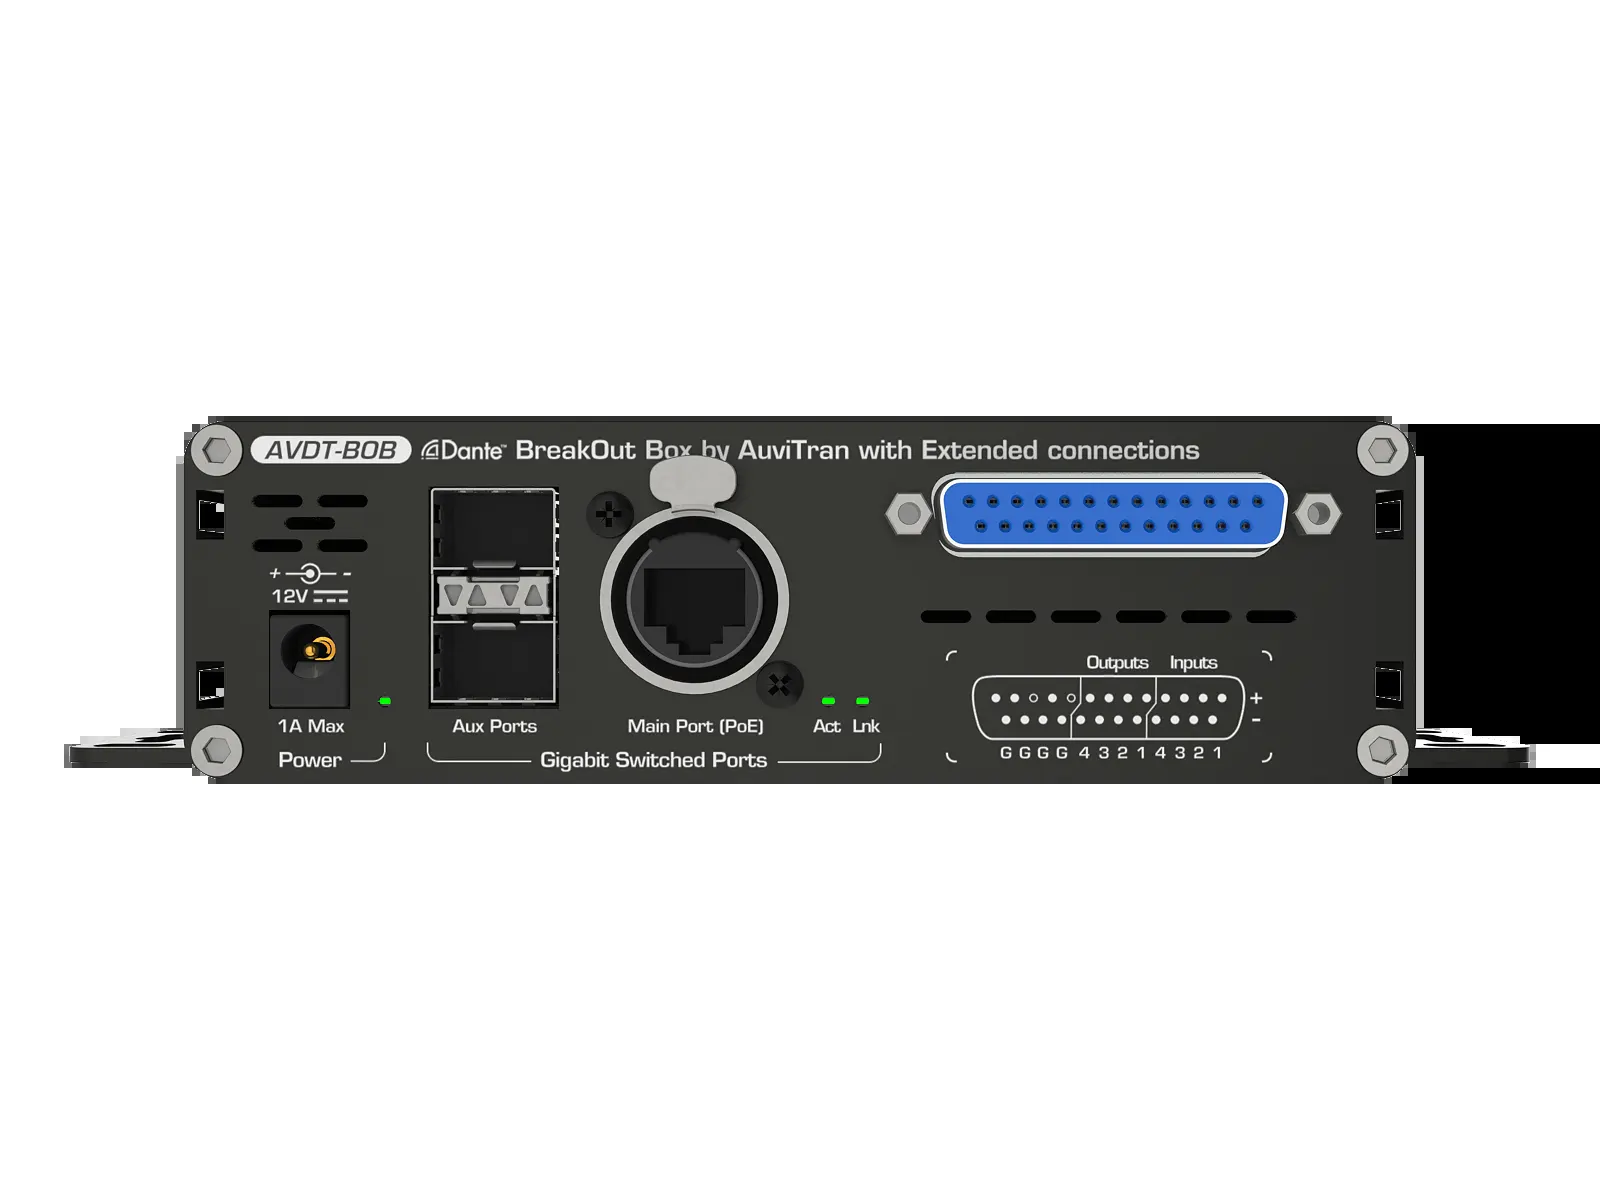 AVDT-BOB Dante™ BreakOut Box by AuviTran with Extended connections
+ -
12V
1A Max
Power
Aux Ports
Main Port (PoE)
Act Lnk
Gigabit Switched Ports
Outputs Inputs
+
-
G G G G 4 3 2 1 4 3 2 1